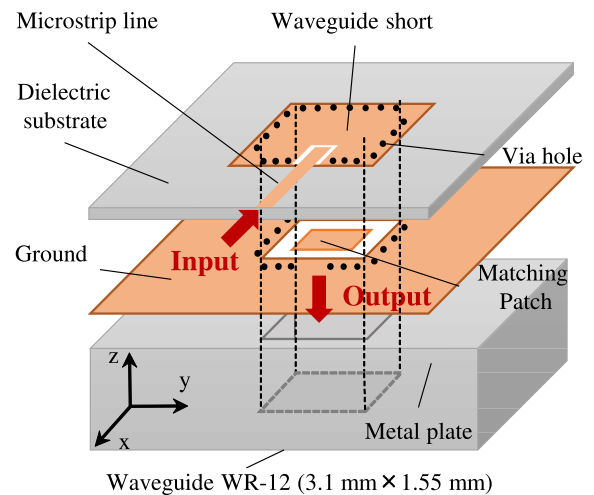 Microstrip line
Waveguide short
Dielectric
substrate
Via hole
Input
Ground
Output
Matching
Patch
z
y
x
Metal plate
Waveguide WR-12 (3.1 mm×1.55 mm)